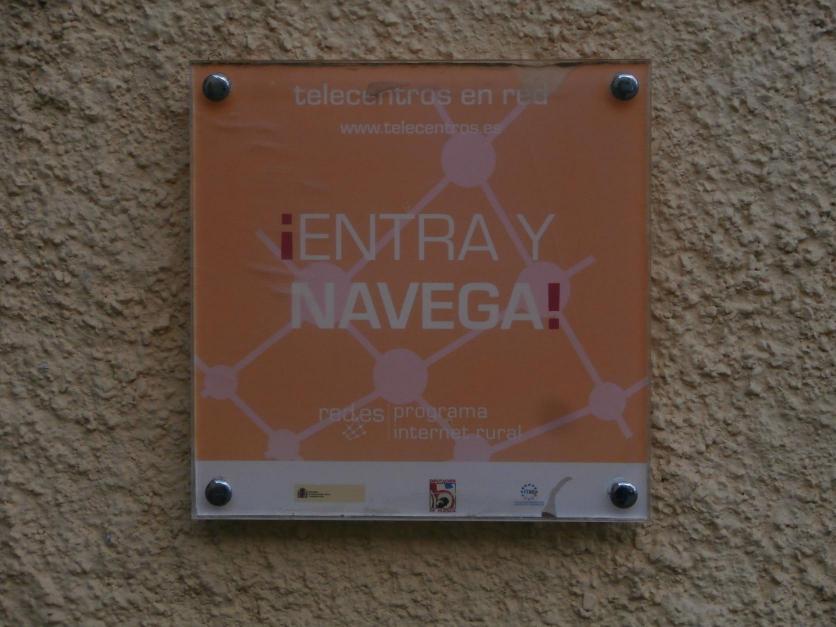 telecentros en red
www.telecentros.es
¡ENTRA Y
NAVEGA!
red.es
programa
internet rural